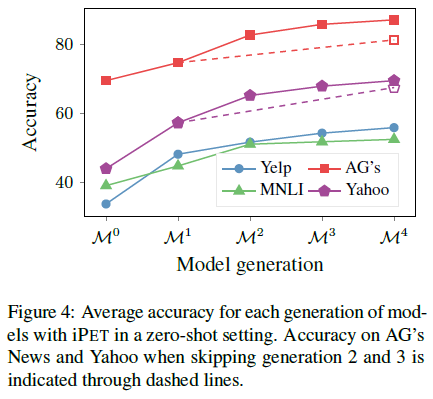 80
60
40
Accuracy
Yelp
AG's
MNLI
Yahoo
M⁰
M¹
M²
M³
M⁴
Model generation
Figure 4: Average accuracy for each generation of mod-
els with iPET in a zero-shot setting. Accuracy on AG's
News and Yahoo when skipping generation 2 and 3 is
indicated through dashed lines.